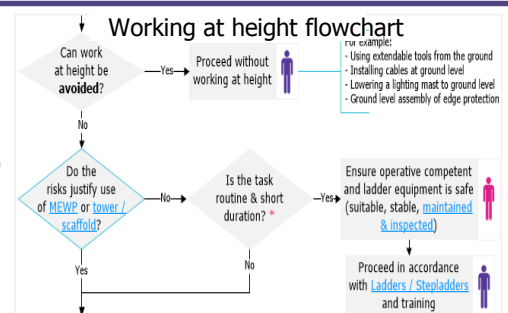 Working at height flowchart
Can work
at height be
avoided?
Yes
Proceed without
working at height
For example:
- Using extendable tools from the ground
- Installing cables at ground level
- Lowering a lighting mast to ground level
- Ground level assembly of edge protection
No
Do the
risks justify use
of MEWP or tower /
scaffold?
No
Is the task
routine & short
duration? *
Yes
Ensure operative competent
and ladder equipment is safe
(suitable, stable, maintained
& inspected)
Yes
No
Proceed in accordance
with Ladders / Stepladders
and training